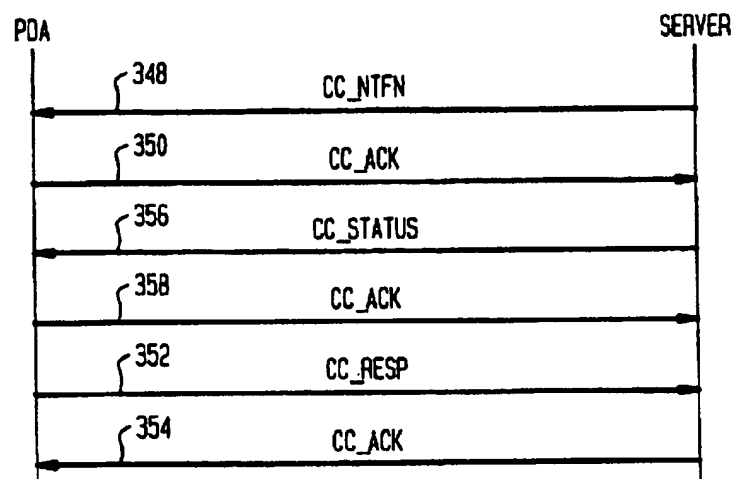 PDA SERVER
348 CC_NTFN
350 CC_ACK
356 CC_STATUS
358 CC_ACK
352 CC_RESP
354 CC_ACK